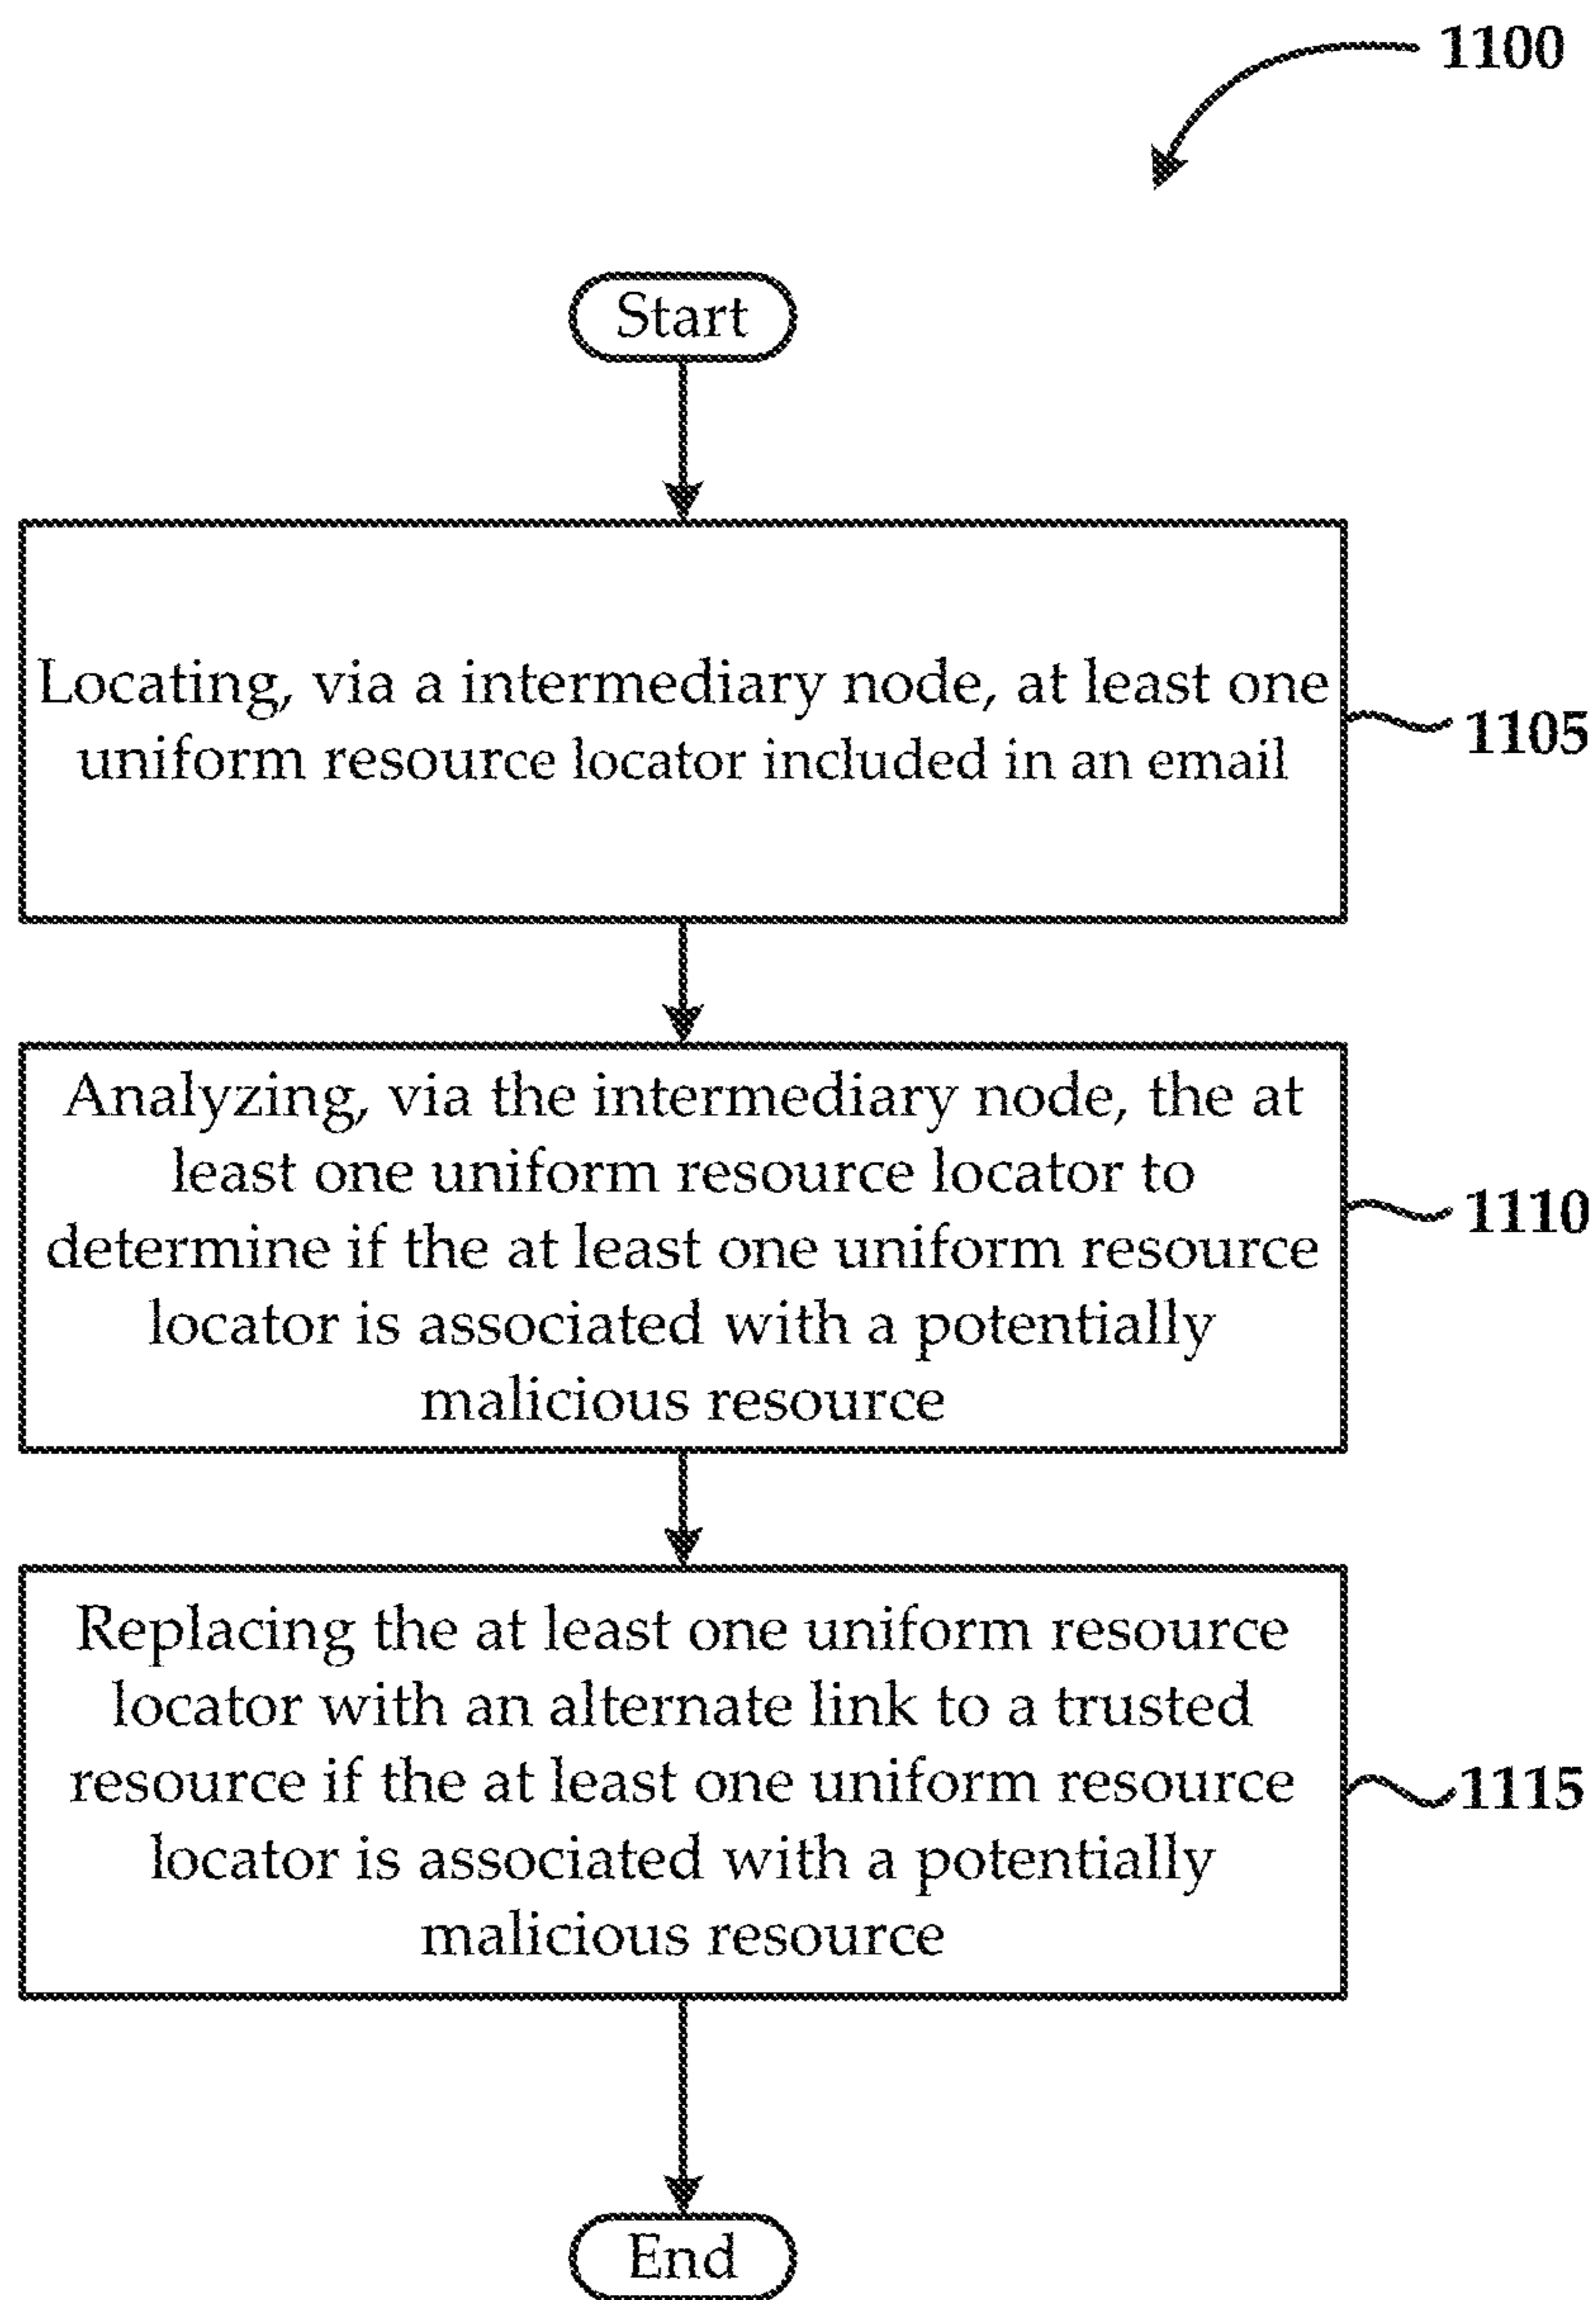 1100
Start
Locating, via a intermediary node, at least one
uniform resource locator included in an email
1105
Analyzing, via the intermediary node, the at
least one uniform resource locator to
determine if the at least one uniform resource
locator is associated with a potentially
malicious resource
1110
Replacing the at least one uniform resource
locator with an alternate link to a trusted
resource if the at least one uniform resource
locator is associated with a potentially
malicious resource
1115
End